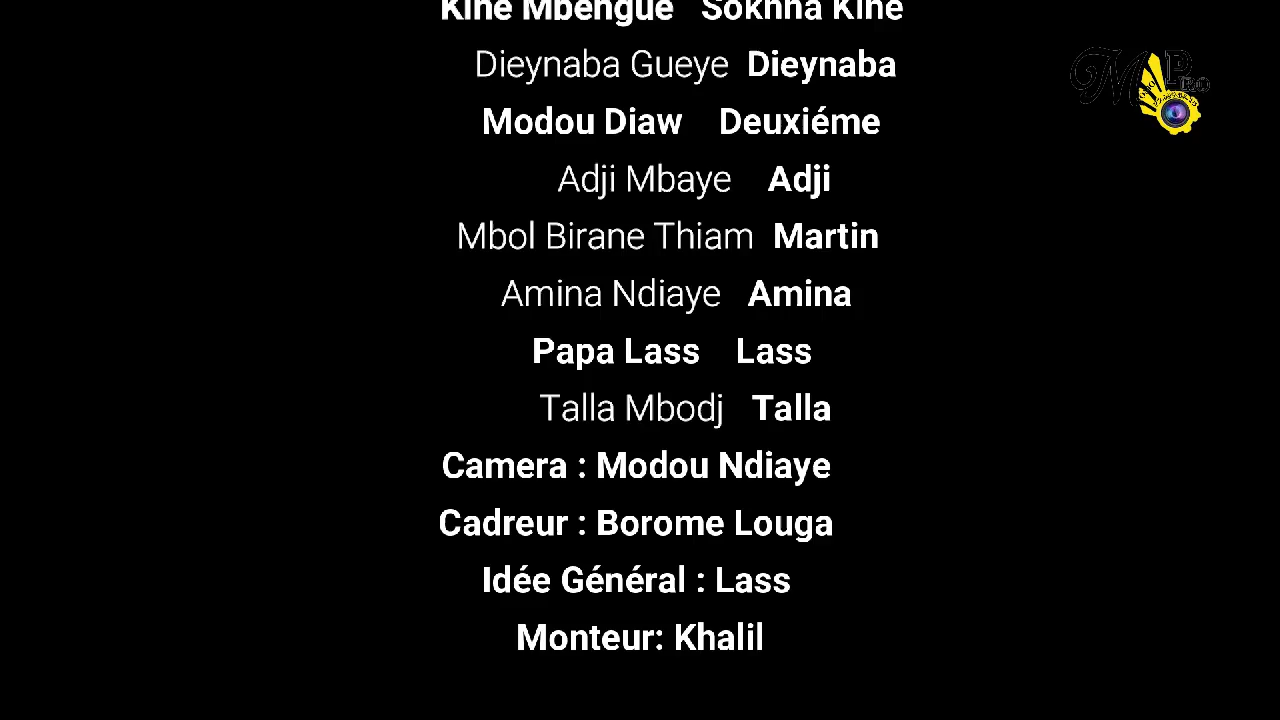 Kine Mbengue Sokhna Kine
Dieynaba Gueye Dieynaba
Modou Diaw Deuxiéme
Adji Mbaye Adji
Mbol Birane Thiam Martin
Amina Ndiaye Amina
Papa Lass Lass
Talla Mbodj Talla
Camera : Modou Ndiaye
Cadreur : Borome Louga
Idée Général : Lass
Monteur: Khalil